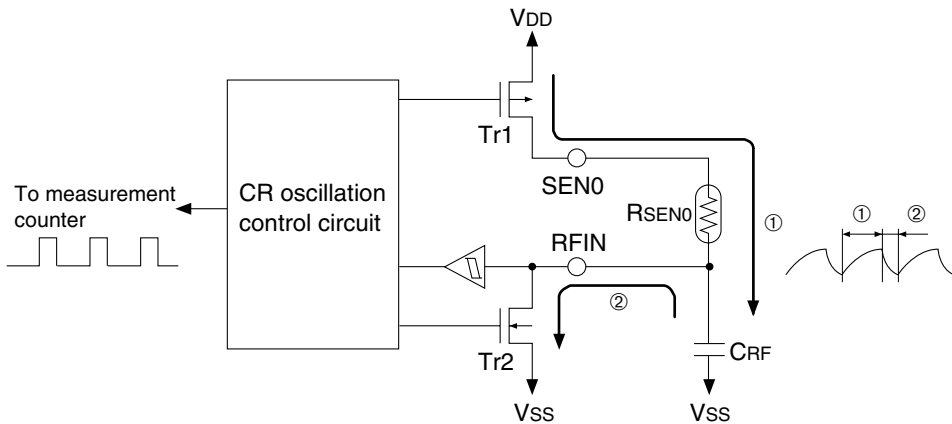 VDD
Tr1
SEN0
CR oscillation
control circuit
To measurement
counter
RSEN0
①
①
②
RFIN
②
Tr2
CRF
VSS
VSS